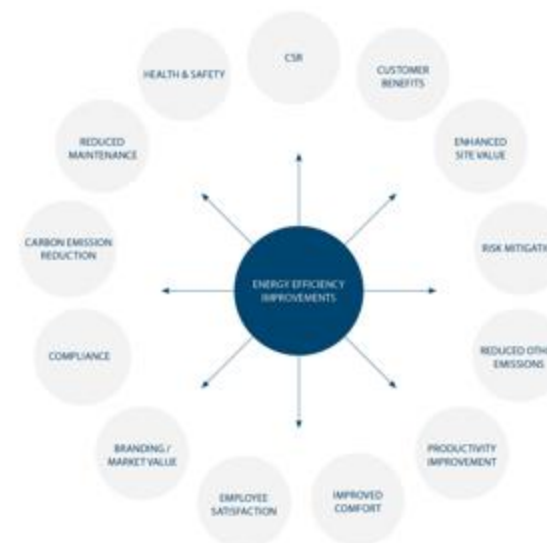 CSR
CUSTOMER
BENEFITS
ENHANCED
SITE VALUE
RISK MITIGATIO
REDUCED OTH
EMISSIONS
PRODUCTIVITY
IMPROVEMENT
IMPROVED
COMFORT
EMPLOYEE
SATISFACTION
BRANDING /
MARKET VALUE
COMPLIANCE
CARBON EMISSION
REDUCTION
REDUCED
MAINTENANCE
HEALTH & SAFETY
ENERGY EFFICIENCY
IMPROVEMENTS